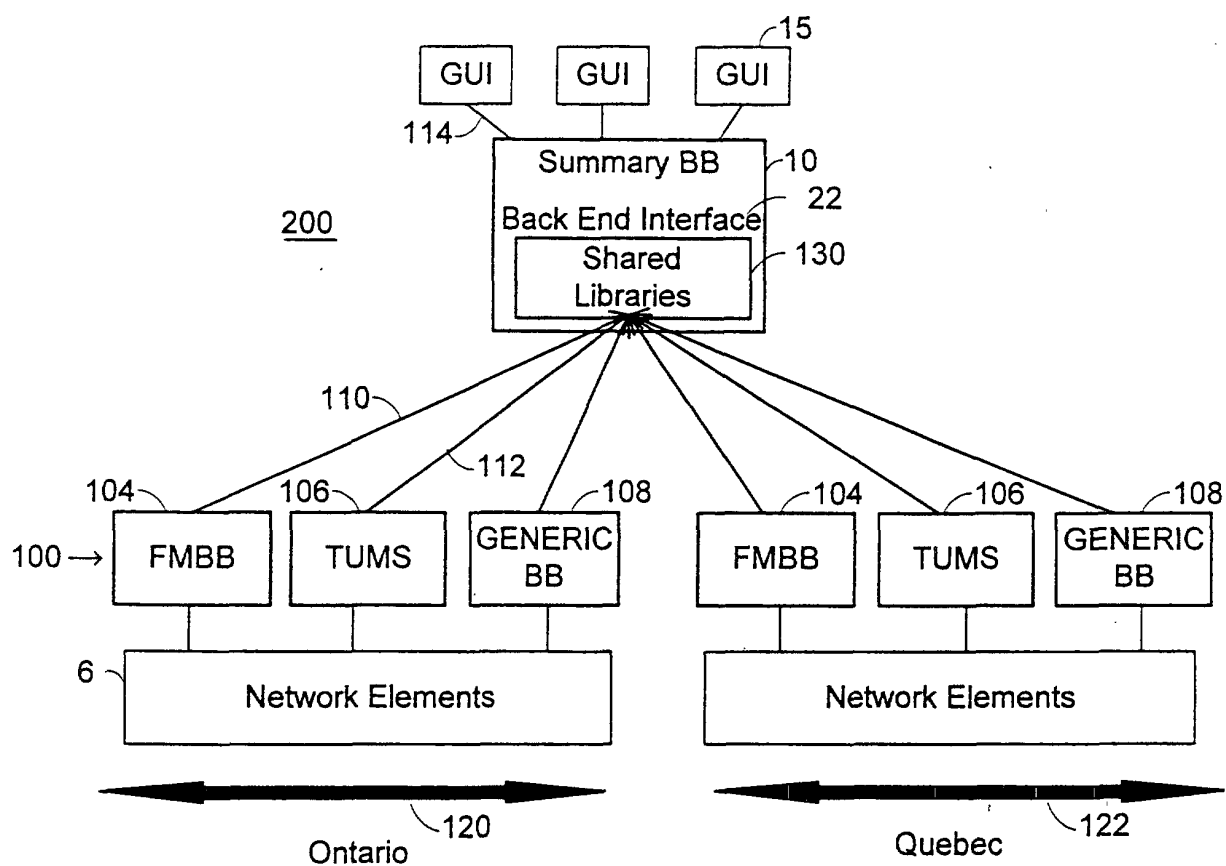 15
GUI GUI GUI
114
Summary BB
10
200
22
Back End Interface
130
Shared
Libraries
110
112
104 106 108 104 106 108
100 → FMBB TUMS GENERIC BB FMBB TUMS GENERIC BB
6
Network Elements Network Elements
120 122
Ontario Quebec